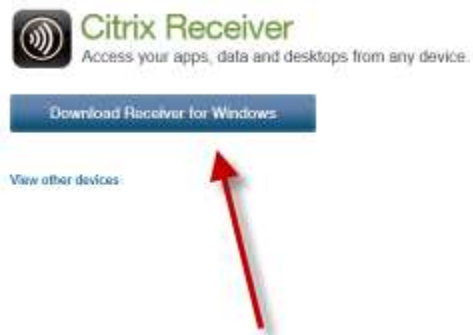 Citrix Receiver
Access your apps, data and desktops from any device.
Download Receiver for Windows
View other devices